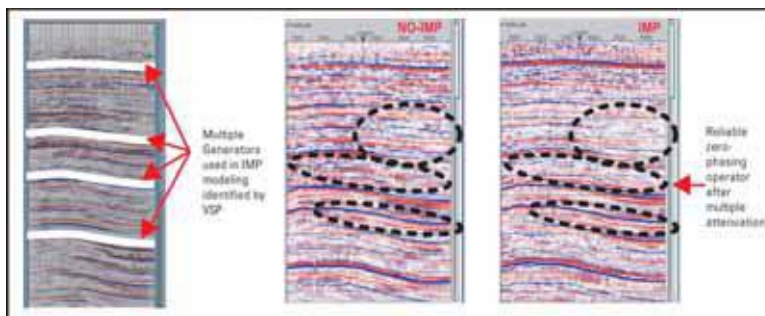 NO-IMP
IMP
Multiple
Generators
used in IMP
modeling
identified by
VSP
Reliable
zero-
phasing
operator
after
multiple
attenuation